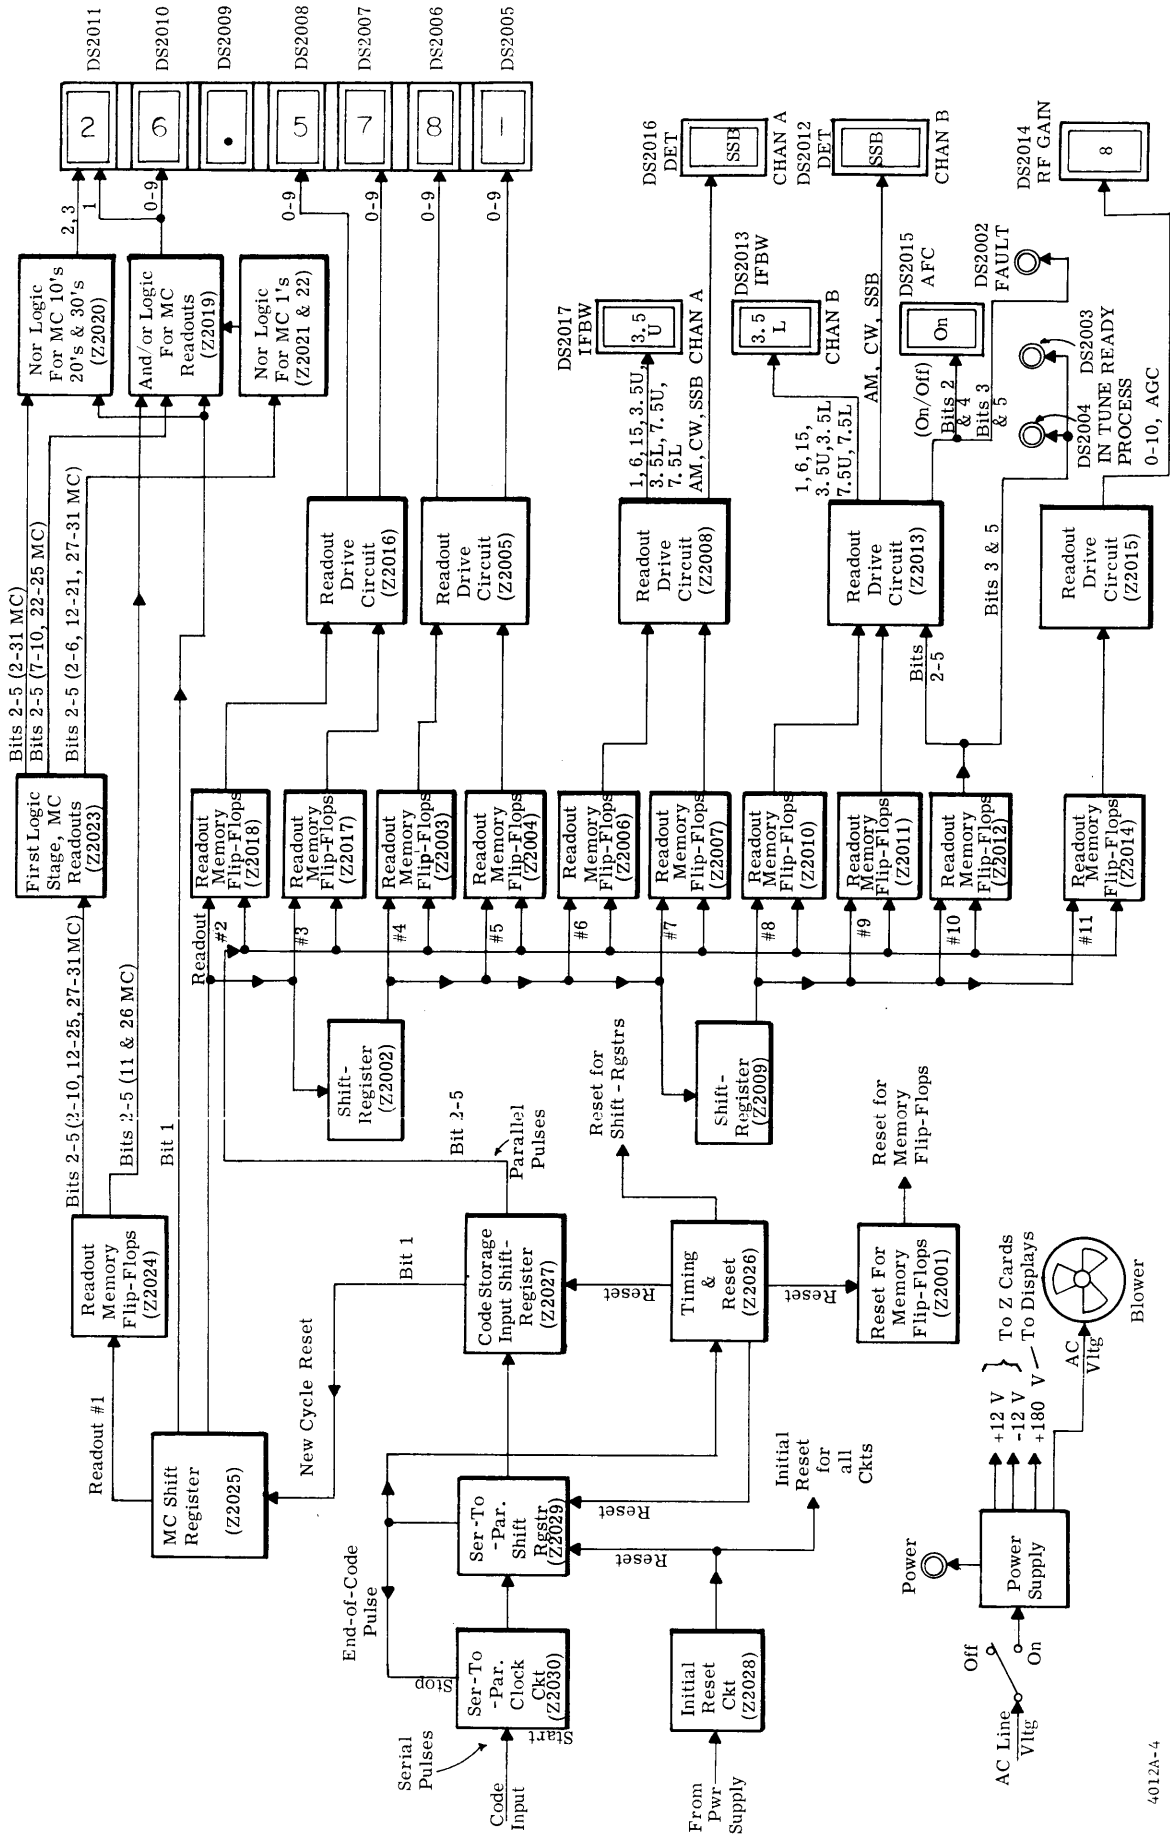 DS2011
DS2010
DS2009
DS2008
DS2007
DS2006
DS2005
2
6
.
5
7
8
1
2, 3
1
0-9
0-9
0-9
0-9
0-9
Nor Logic
For MC 10's
20's & 30's
(Z2020)
And/or Logic
For MC
Readouts
(Z2019)
Nor Logic
For MC 1's
(Z2021 & 22)
Bits 2-5 (2-31 MC)
Bits 2-5 (7-10, 22-25 MC)
Bits 2-5 (2-6, 12-21, 27-31 MC)
First Logic
Stage, MC
Readouts
(Z2023)
Bits 2-5 (2-10, 12-25, 27-31 MC)
Bits 2-5 (11 & 26 MC)
Bit 1
Readout
Memory
Flip-Flops
(Z2024)
Readout #1
MC Shift
Register
(Z2025)
New Cycle Reset
Bit 1
Readout
#2
#3
#4
#5
#6
#7
#8
#9
#10
#11
Readout
Memory
Flip-Flops
(Z2018)
Readout
Memory
Flip-Flops
(Z2017)
Readout
Memory
Flip-Flops
(Z2003)
Readout
Memory
Flip-Flops
(Z2004)
Readout
Memory
Flip-Flops
(Z2006)
Readout
Memory
Flip-Flops
(Z2007)
Readout
Memory
Flip-Flops
(Z2010)
Readout
Memory
Flip-Flops
(Z2011)
Readout
Memory
Flip-Flops
(Z2012)
Readout
Memory
Flip-Flops
(Z2014)
Readout
Drive
Circuit
(Z2016)
Readout
Drive
Circuit
(Z2005)
Readout
Drive
Circuit
(Z2008)
Readout
Drive
Circuit
(Z2013)
Readout
Drive
Circuit
(Z2015)
Bits
2-5
Bits 3 & 5
1, 6, 15, 3.5U,
3.5L, 7.5U,
7.5L
AM, CW, SSB CHAN A
DS2017
IFBW
3.5
U
DS2016
DET
SSB
CHAN A
1, 6, 15,
3.5U, 3.5L
7.5U, 7.5L
DS2013
IFBW
3.5
L
CHAN B
AM, CW, SSB
DS2012
DET
SSB
CHAN B
(On/Off)
Bits 2
& 4
Bits 3
& 5
DS2015
AFC
On
DS2002
FAULT
DS2003
READY
DS2004
IN TUNE
PROCESS
0-10, AGC
DS2014
RF GAIN
8
Shift-
Register
(Z2002)
Shift-
Register
(Z2009)
Bit 2-5
Parallel
Pulses
Reset for
Shift-Rgstrs
Reset for
Memory
Flip-Flops
Code Storage
Input Shift-
Register
(Z2027)
Timing
&
Reset
(Z2026)
Reset For
Memory
Flip-Flops
(Z2001)
Reset
Reset
Reset
Reset
End-of-Code
Pulse
Ser-To
-Par.
Shift
Rgstr
(Z2029)
Ser-To
-Par.
Clock
Ckt
(Z2030)
Stop
Start
Serial
Pulses
Code
Input
Initial
Reset
Ckt
(Z2028)
From
Pwr
Supply
Initial
Reset
for
all
Ckts
AC Line
Vltg
Off
On
Power
Power
Supply
+12 V
-12 V
+180 V
To Z Cards
To Displays
AC
Vltg
Blower
4012A-4